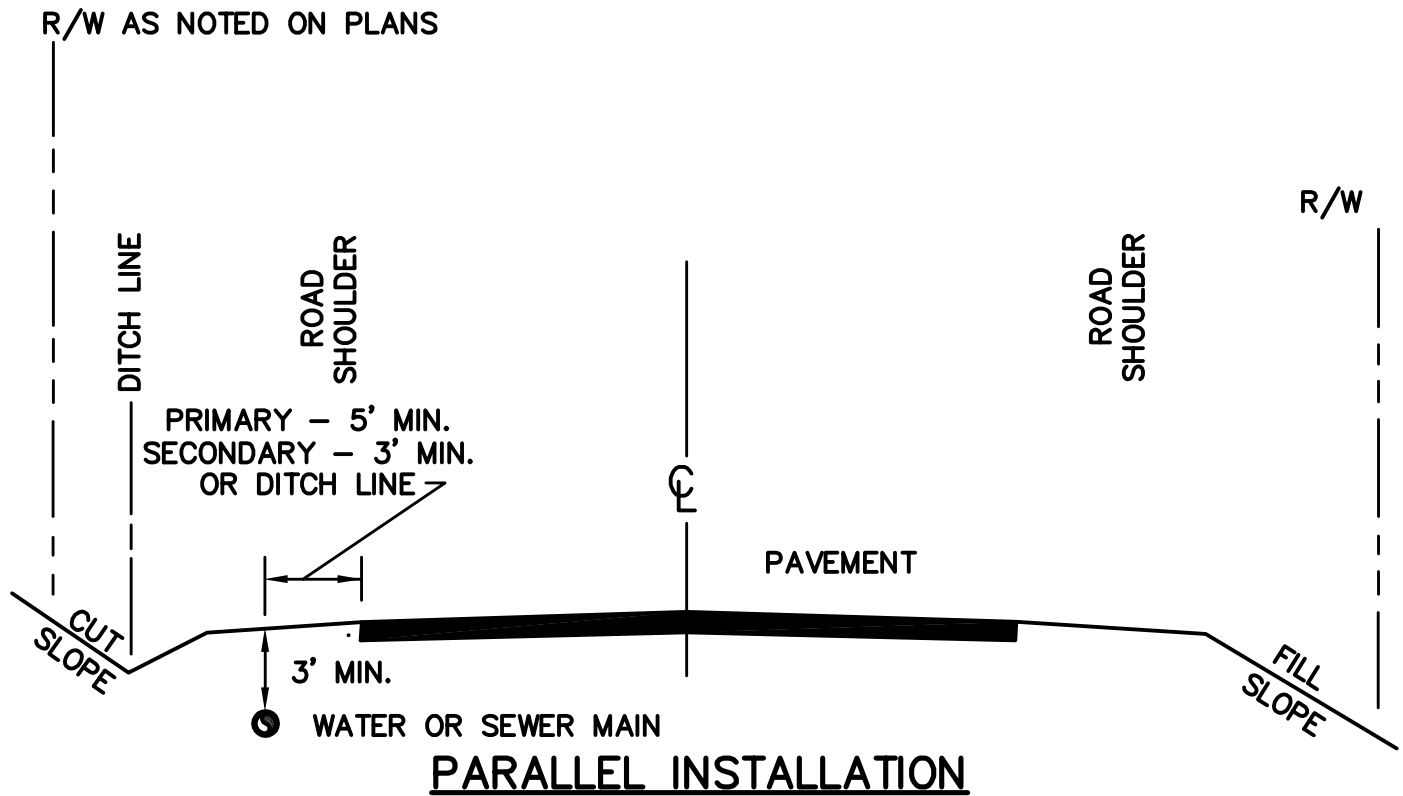 R/W AS NOTED ON PLANS
R/W
DITCH LINE
ROAD
SHOULDER
ROAD
SHOULDER
PRIMARY – 5' MIN.
SECONDARY – 3' MIN.
OR DITCH LINE
℄
PAVEMENT
CUT
SLOPE
3' MIN.
FILL
SLOPE
WATER OR SEWER MAIN
PARALLEL INSTALLATION